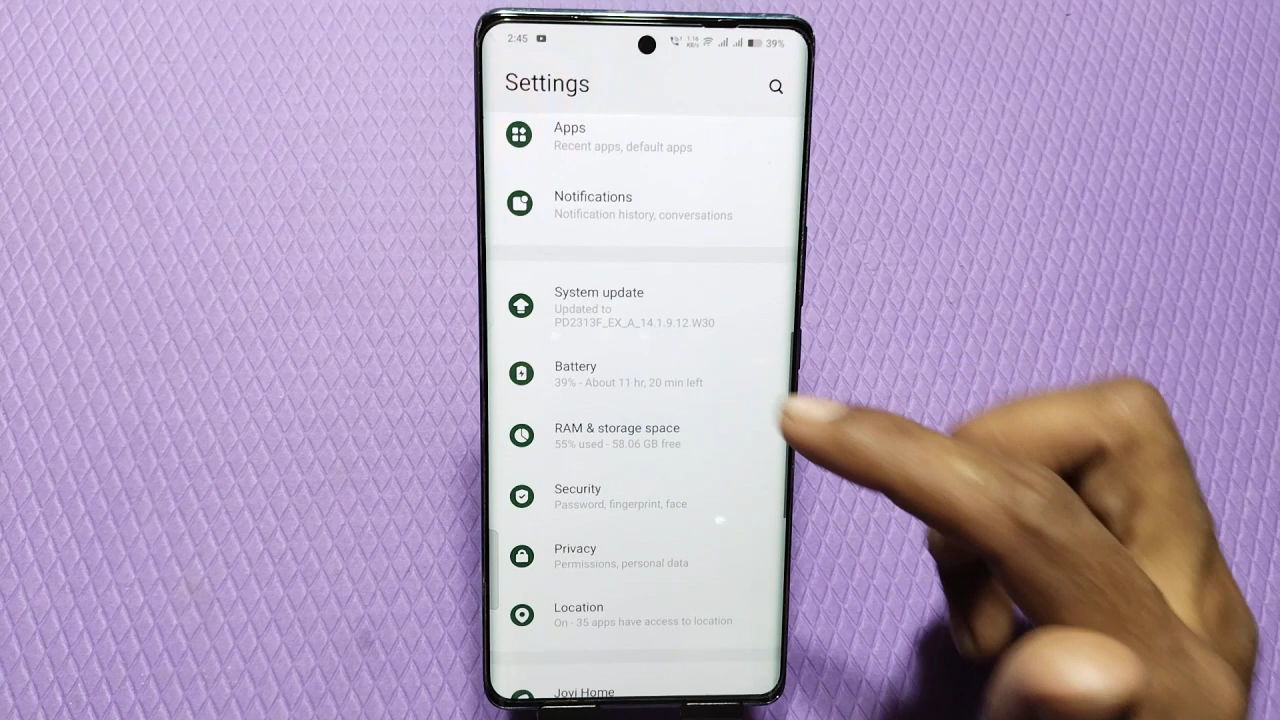 2:45
1.16
KB/s
39%
Settings
Apps
Recent apps, default apps
Notifications
Notification history, conversations
System update
Updated to
PD2313F_EX_A_14.1.9.12.W30
Battery
39% - About 11 hr, 20 min left
RAM & storage space
55% used - 58.06 GB free
Security
Password, fingerprint, face
Privacy
Permissions, personal data
Location
On · 35 apps have access to location
Jovi Home